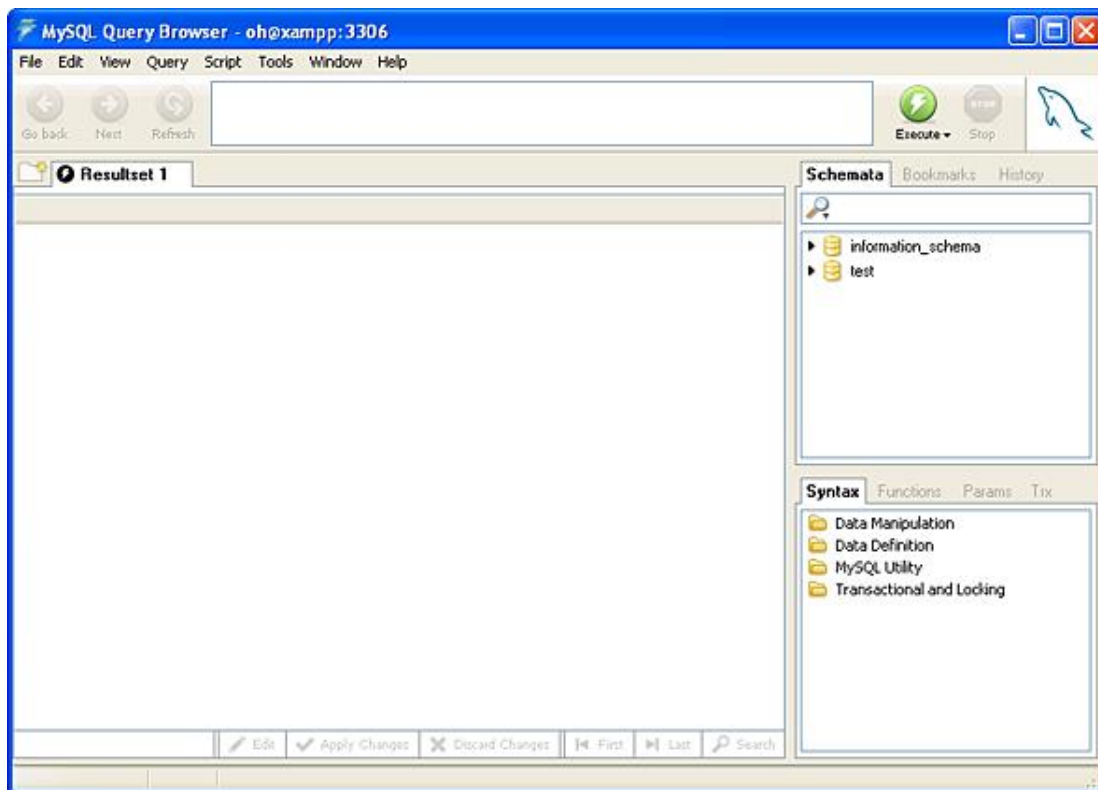 MySQL Query Browser - oh@xampp:3306
File Edit View Query Script Tools Window Help
Go back Next Refresh Execute STOP Stop
Resultset 1
Schemata Bookmarks History
information_schema
test
Syntax Functions Params Trx
Data Manipulation
Data Definition
MySQL Utility
Transactional and Locking
Edit Apply Changes Discard Changes First Last Search